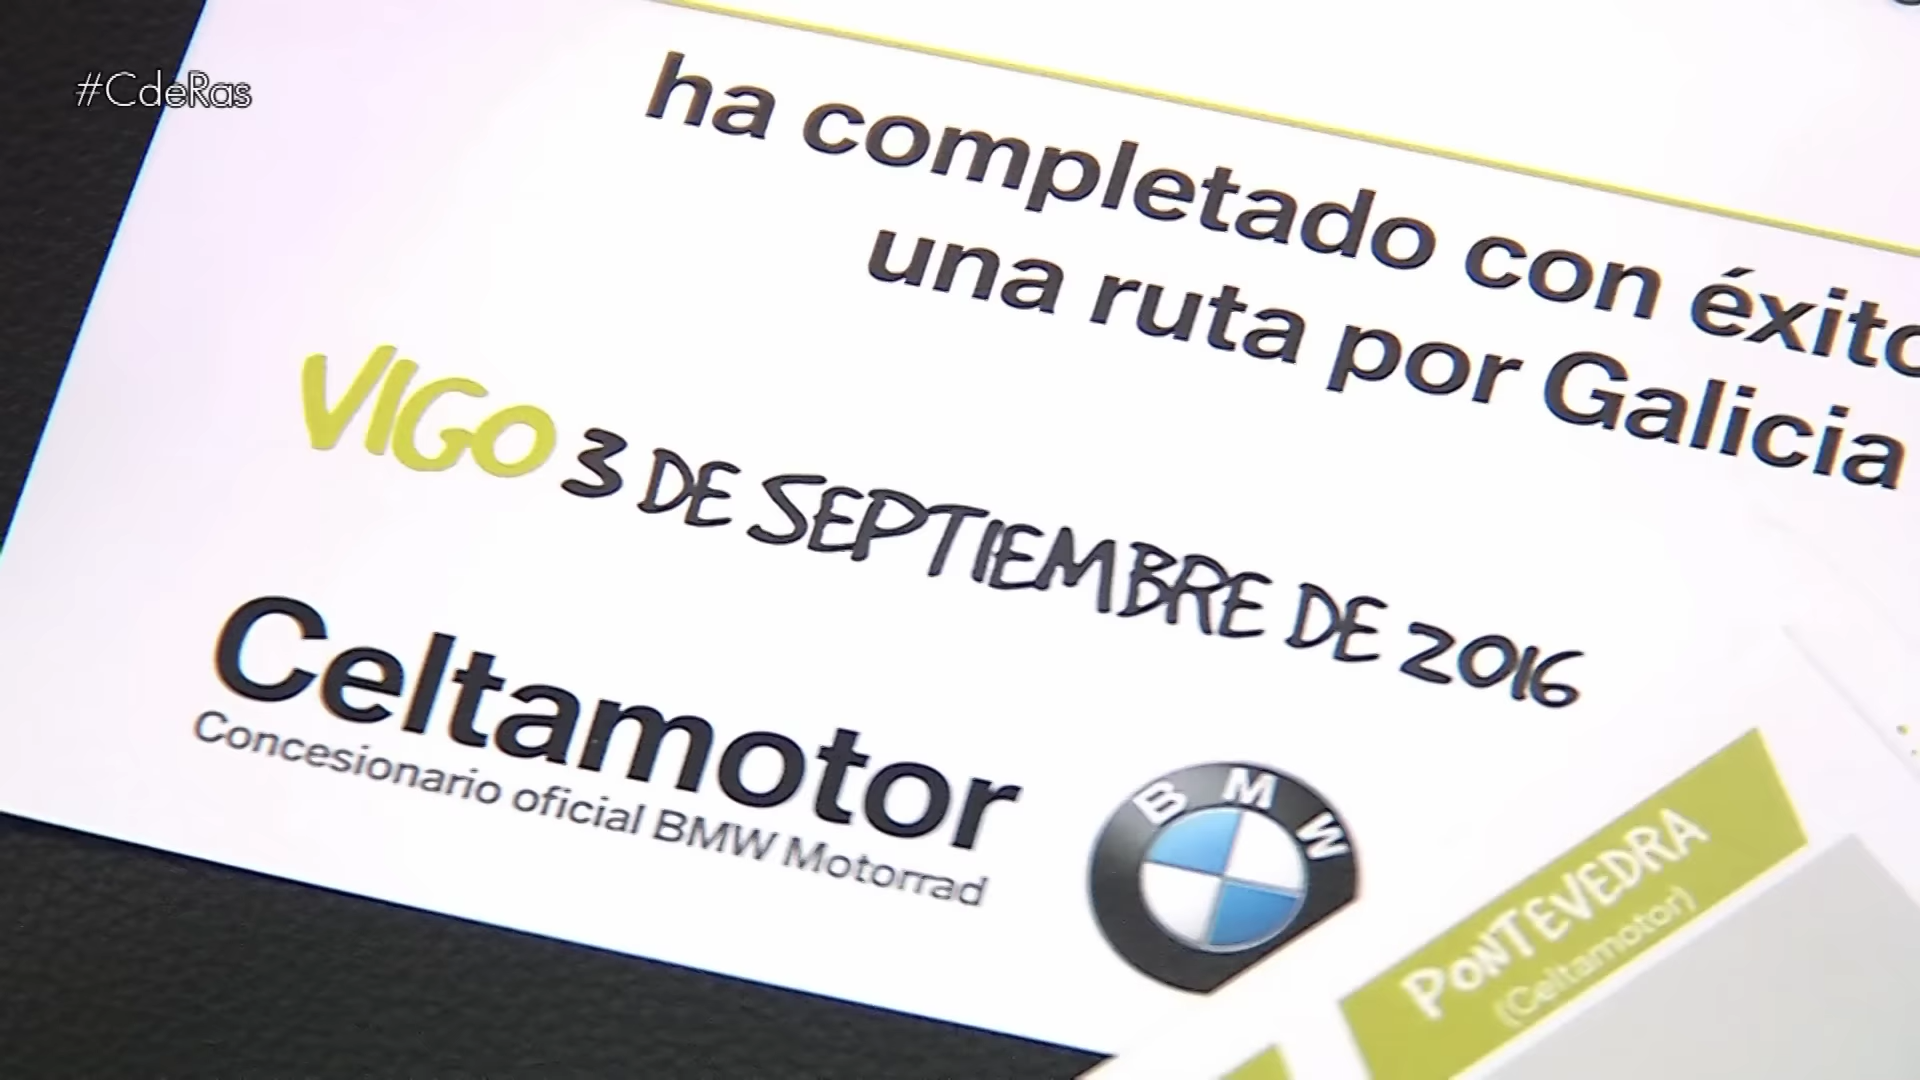 #CdeRas
ha completado con éxito
una ruta por Galicia
VIGO 3 DE SEPTIEMBRE DE 2016
Celtamotor
Concesionario oficial BMW Motorrad
BMW
PONTEVEDRA
(Celtamotor)